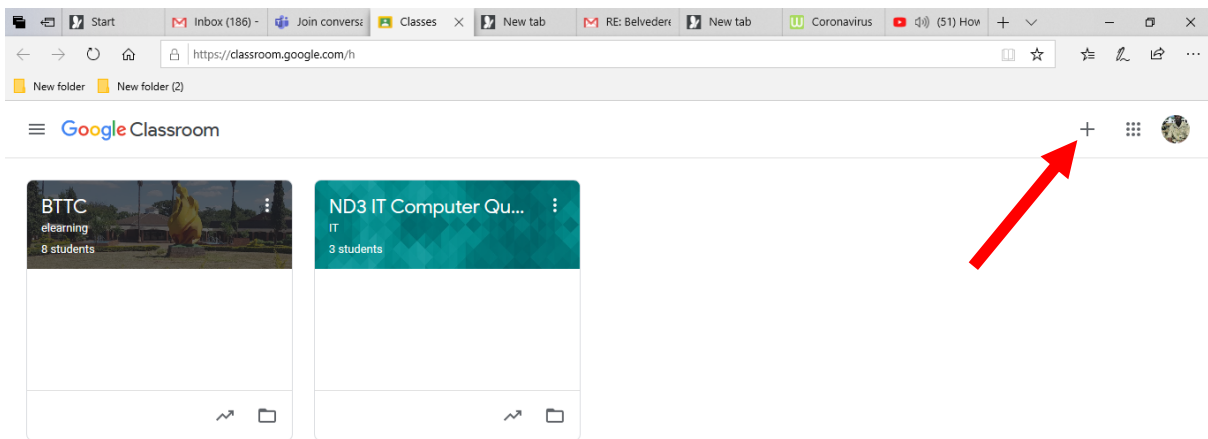 Start Inbox (186) - Join conversa Classes New tab RE: Belvedere New tab Coronavirus (51) How
https://classroom.google.com/h
New folder New folder (2)
Google Classroom
BTTC
elearning
8 students
ND3 IT Computer Qu...
IT
3 students